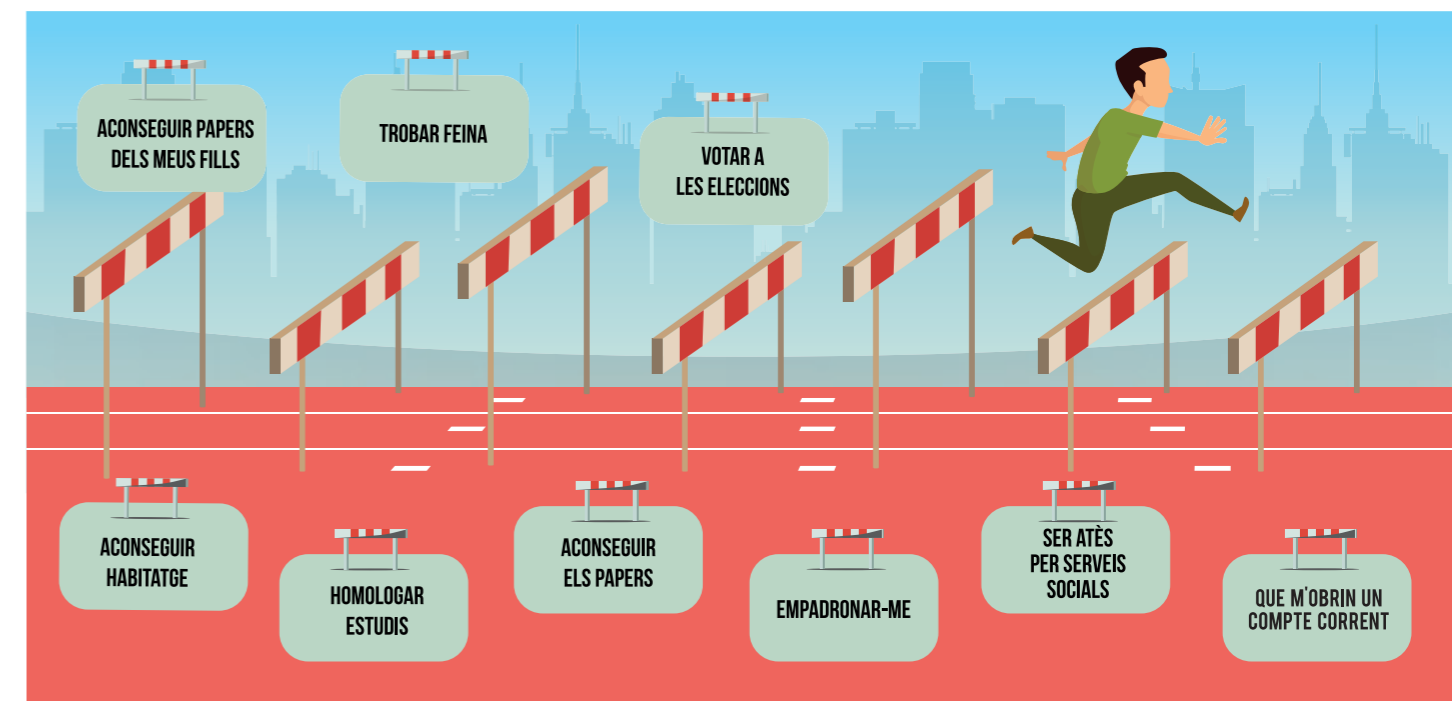 ACONSEGUIR PAPERS
DELS MEUS FILLS
TROBAR FEINA
VOTAR A
LES ELECCIONS
ACONSEGUIR
HABITATGE
HOMOLOGAR
ESTUDIS
ACONSEGUIR
ELS PAPERS
EMPADRONAR-ME
SER ATÈS
PER SERVEIS
SOCIALS
QUE M'OBRIN UN
COMPTE CORRENT